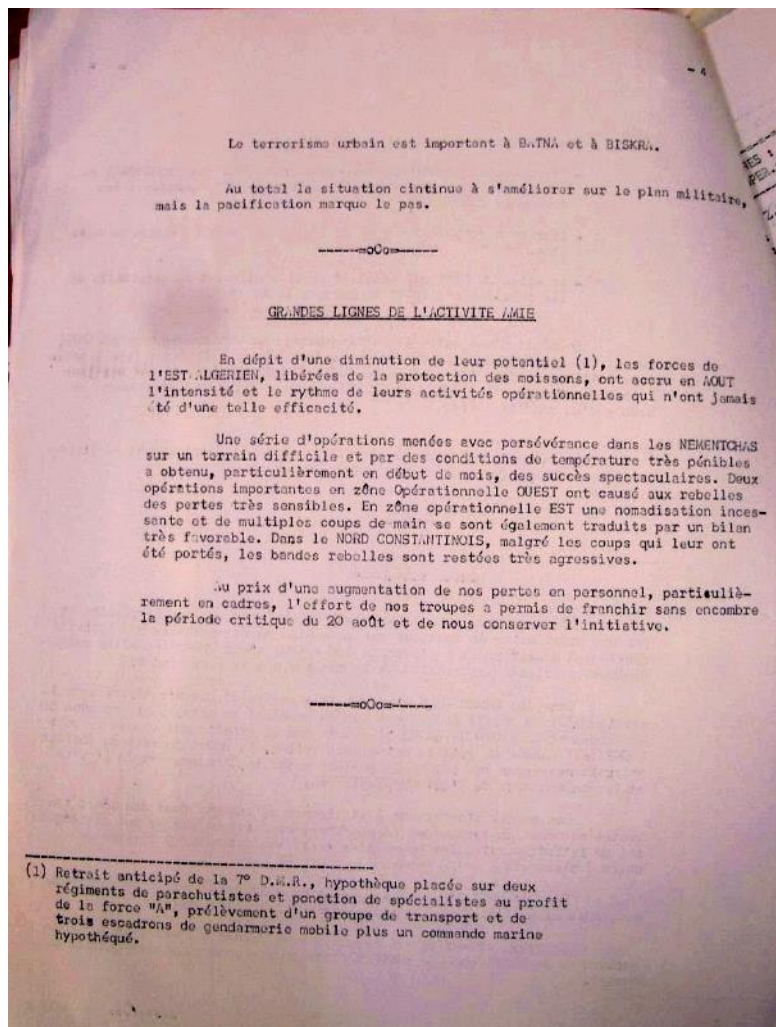 - 4
Le terrorisme urbain est important à BATNA et à BISKRA.
Au total la situation cintinue à s'améliorer sur le plan militaire,
mais la pacification marque le pas.
------=oOo=------
GRANDES LIGNES DE L'ACTIVITE AMIE
En dépit d'une diminution de leur potentiel (1), les forces de
l'EST ALGERIEN, libérées de la protection des moissons, ont accru en AOUT
l'intensité et le rythme de leurs activités opérationnelles qui n'ont jamais
été d'une telle efficacité.
Une série d'opérations menées avec persévérance dans les NEMENTCHAS
sur un terrain difficile et par des conditions de température très pénibles
a obtenu, particulièrement en début de mois, des succès spectaculaires. Deux
opérations importantes en zône Opérationnelle OUEST ont causé aux rebelles
des pertes très sensibles. En zône opérationnelle EST une nomadisation inces-
sante et de multiples coups de main se sont également traduits par un bilan
très favorable. Dans le NORD CONSTANTINOIS, malgré les coups qui leur ont
été portés, les bandes rebelles sont restées très agressives.
Au prix d'une augmentation de nos pertes en personnel, particuliè-
rement en cadres, l'effort de nos troupes a permis de franchir sans encombre
la période critique du 20 août et de nous conserver l'initiative.
------=oOo=------
(1) Retrait anticipé de la 7° D.M.R., hypothèque placée sur deux
régiments de parachutistes et ponction de spécialistes au profit
de la force "A", prélèvement d'un groupe de transport et de
trois escadrons de gendarmerie mobile plus un commando marine
hypothéqué.